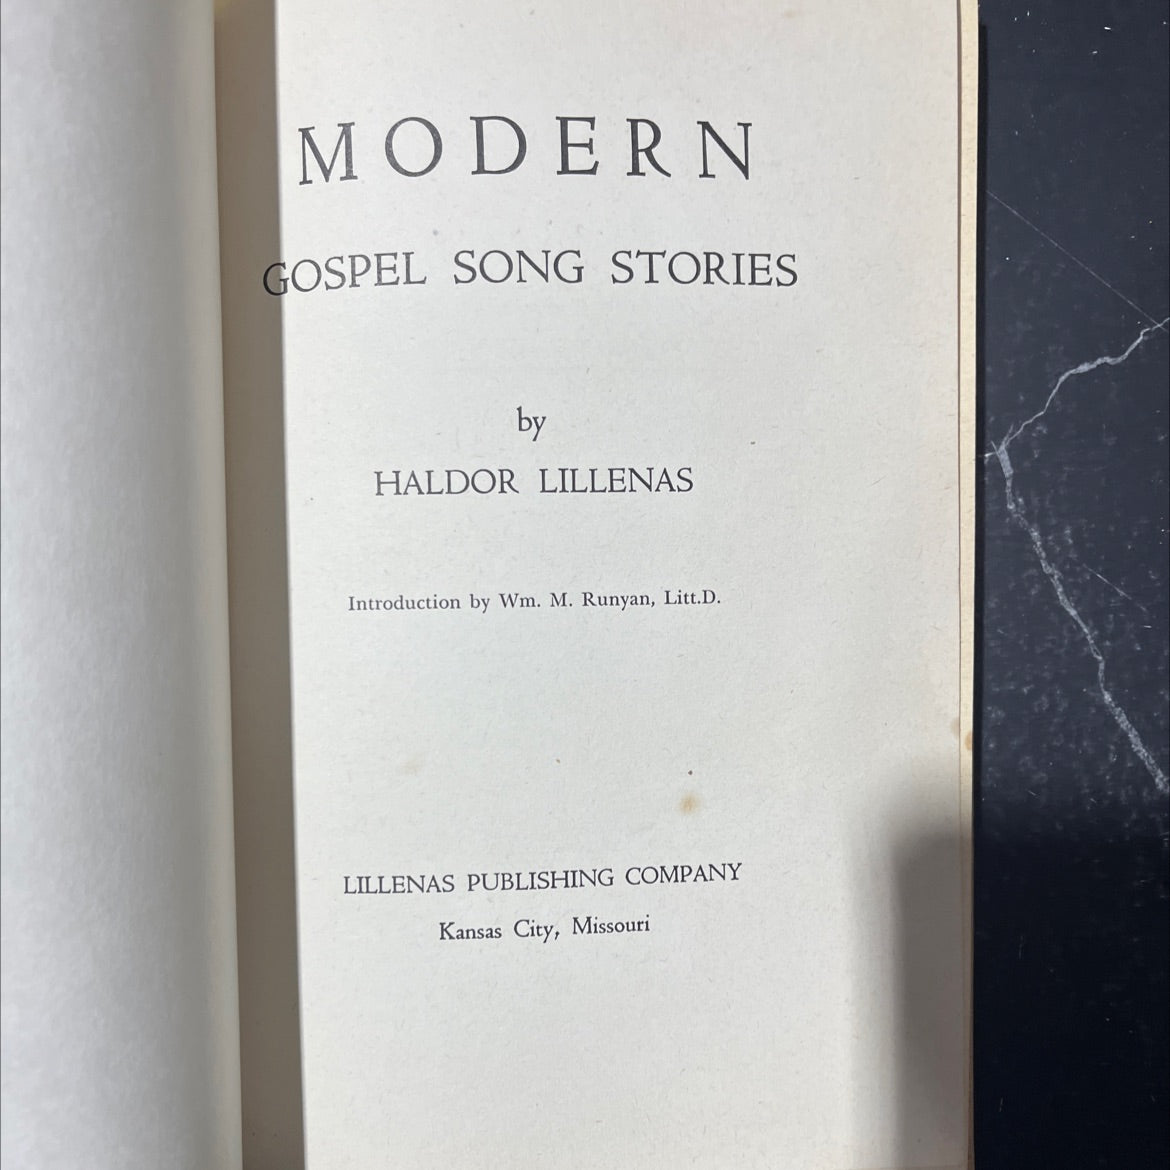 MODERN
GOSPEL SONG STORIES
by
HALDOR LILLENAS
Introduction by Wm. M. Runyan, Litt.D.
LILLENAS PUBLISHING COMPANY
Kansas City, Missouri